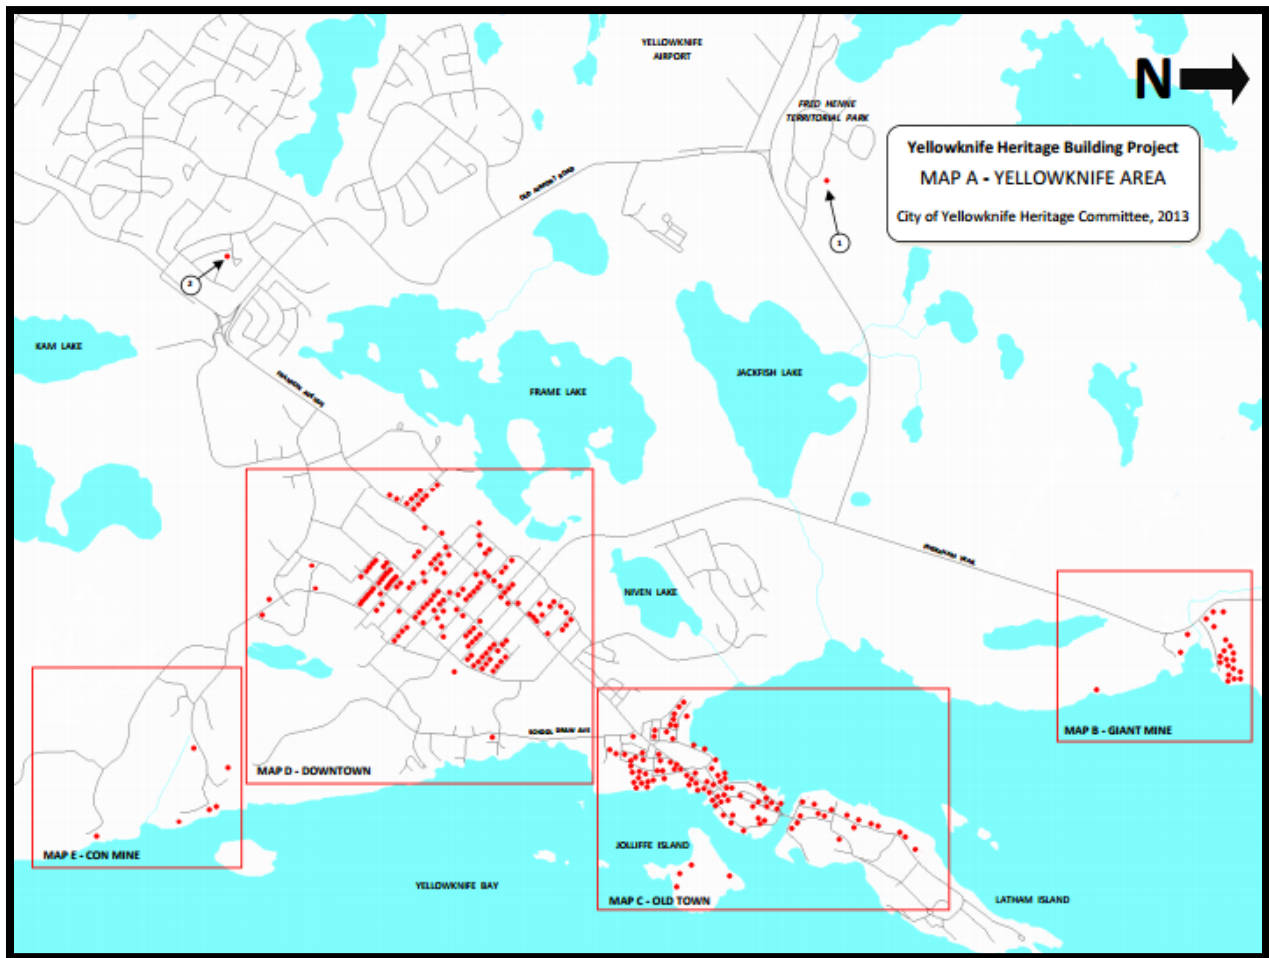 YELLOWKNIFE
AIRPORT
N
FRED HENNE
TERRITORIAL PARK
Yellowknife Heritage Building Project
MAP A - YELLOWKNIFE AREA
City of Yellowknife Heritage Committee, 2013
OLD AIRPORT ROAD
1
2
KAM LAKE
FRAME LAKE
JACKFISH LAKE
NIVEN LAKE
SCHOOL DRAW AVE
MAP B - GIANT MINE
MAP D - DOWNTOWN
JOLLIFFE ISLAND
MAP E - CON MINE
YELLOWKNIFE BAY
MAP C - OLD TOWN
LATHAM ISLAND